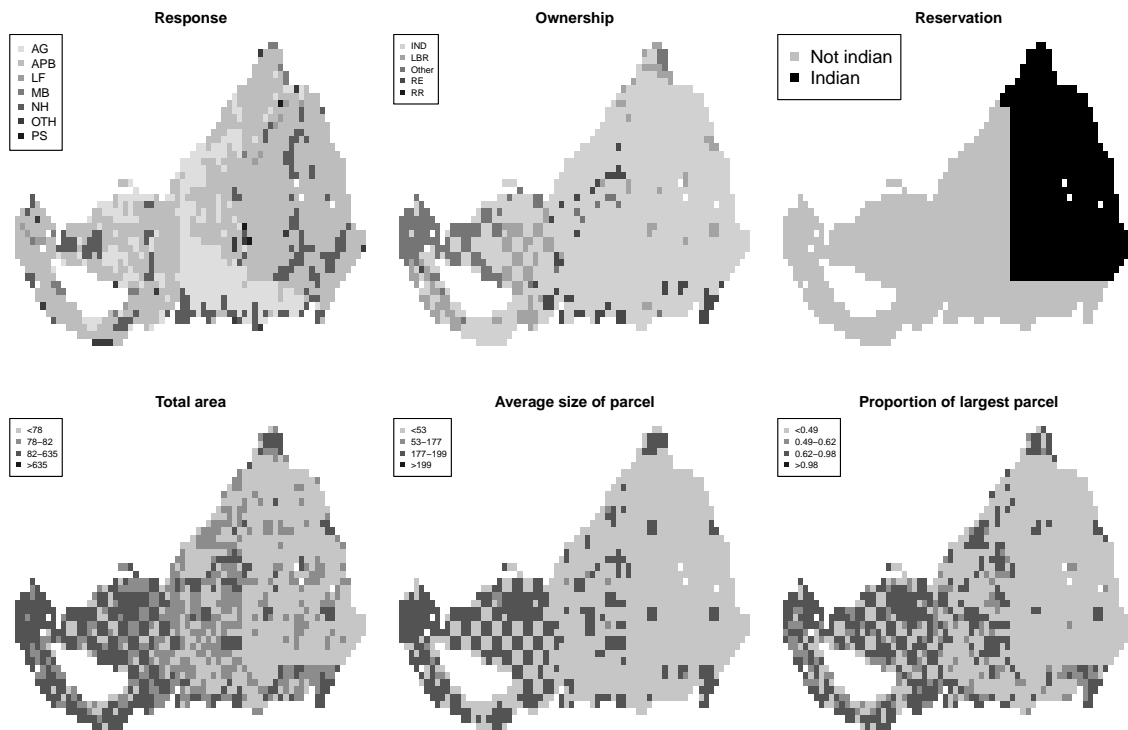 Response
AG
APB
LF
MB
NH
OTH
PS
Ownership
IND
LBR
Other
RE
RR
Reservation
Not indian
Indian
Total area
<78
78−82
82−635
>635
Average size of parcel
<53
53−177
177−199
>199
Proportion of largest parcel
<0.49
0.49−0.62
0.62−0.98
>0.98